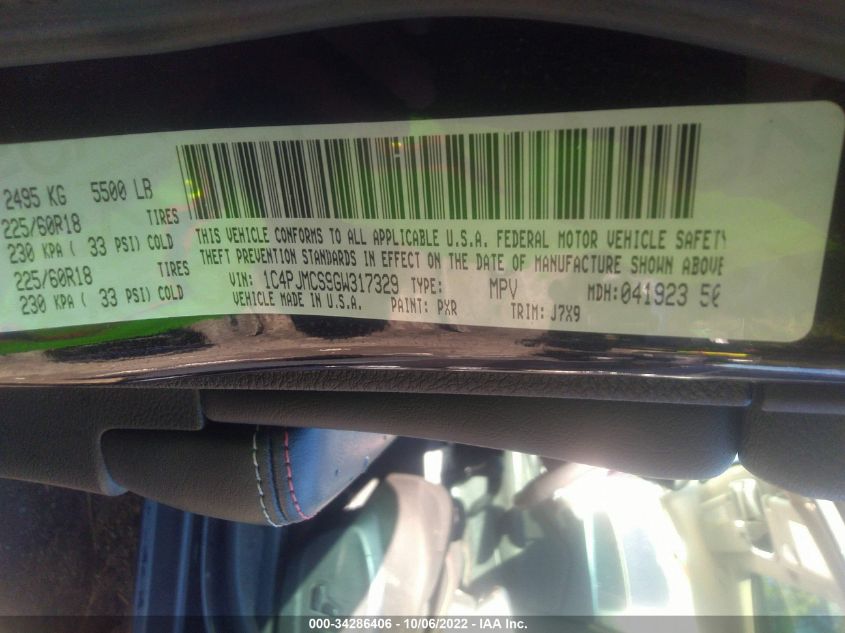 2495 KG 5500 LB
225/60R18 TIRES
230 KPA ( 33 PSI) COLD
225/60R18 TIRES
230 KPA ( 33 PSI) COLD
THIS VEHICLE CONFORMS TO ALL APPLICABLE U.S.A. FEDERAL MOTOR VEHICLE SAFETY
THEFT PREVENTION STANDARDS IN EFFECT ON THE DATE OF MANUFACTURE SHOWN ABOVE
VIN: 1C4PJMCS9GW317329 TYPE: MPV MDH:041923
VEHICLE MADE IN U.S.A. PAINT: PXR TRIM: J7X9
000-34286406 - 10/06/2022 - IAA Inc.